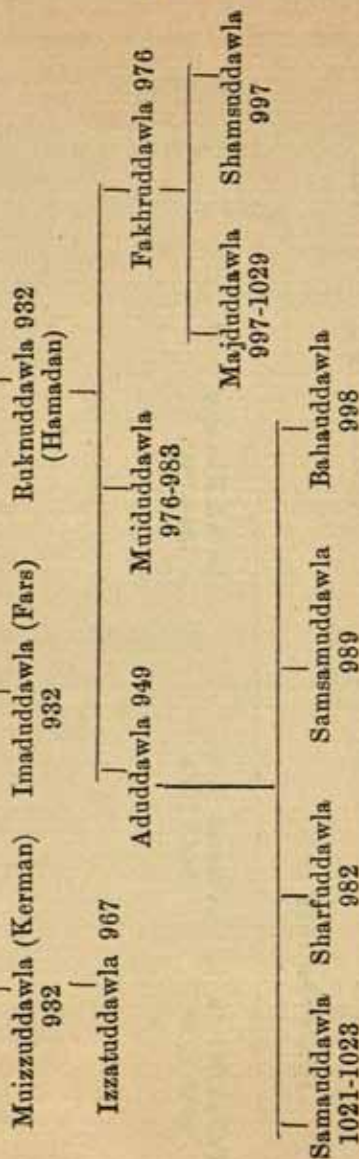 Muizzuddawla (Kerman)
932
Imaduddawla (Fars)
932
Ruknuddawla 932
(Hamadan)
Izzatuddawla 967
Aduddawla 949
Muiduddawla
976-983
Fakhruddawla 976
Majduddawla
997-1029
Shamsuddawla
997
Samauddawla
1021-1023
Sharfuddawla
982
Samsamuddawla
989
Bahauddawla
998